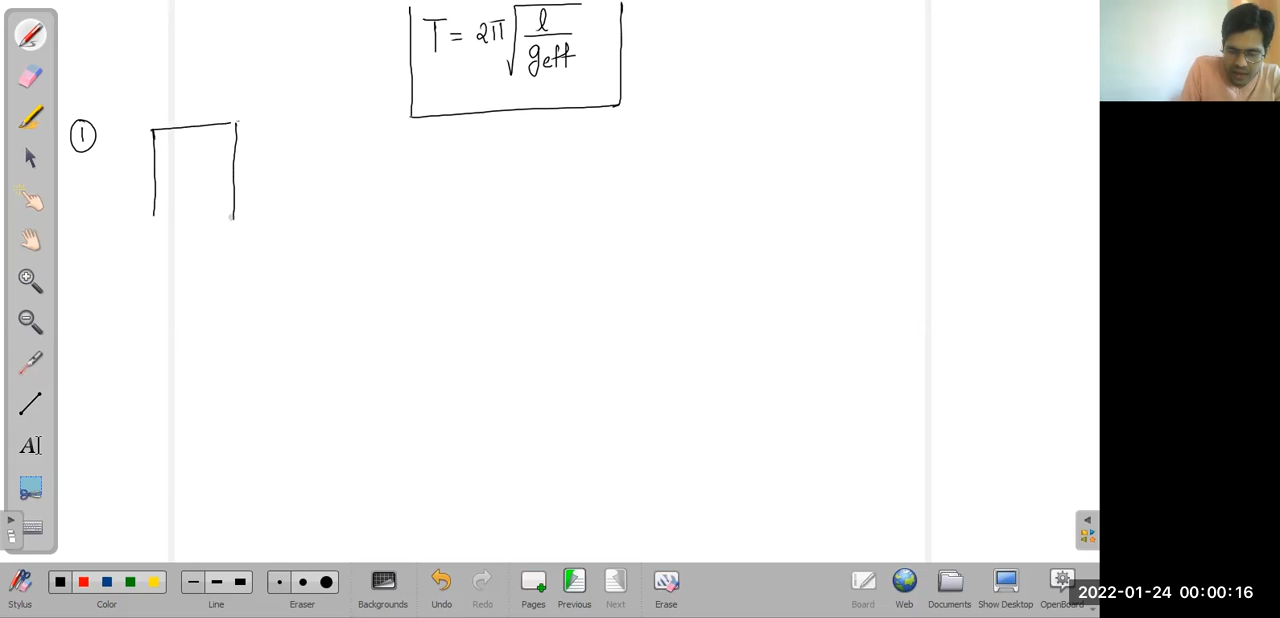 T = 2π √(l / geff)
①
A
Stylus
Color
Line
Eraser
Backgrounds
Undo
Redo
Pages
Previous
Next
Erase
Board
Web
Documents
Show Desktop
OpenBoard
2022-01-24 00:00:16